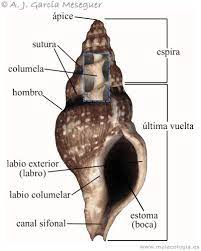 © A. J. García Meseguer
ápice
sutura
espira
columela
hombro
última vuelta
labio exterior
(labro)
labio columelar
estoma
(boca)
canal sifonal
www.malacologia.es